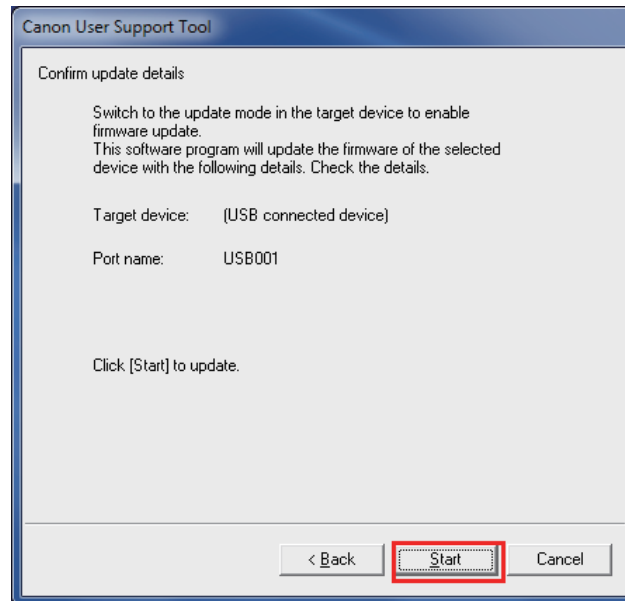 Canon User Support Tool
Confirm update details
Switch to the update mode in the target device to enable
firmware update.
This software program will update the firmware of the selected
device with the following details. Check the details.
Target device: (USB connected device)
Port name: USB001
Click [Start] to update.
< Back Start Cancel